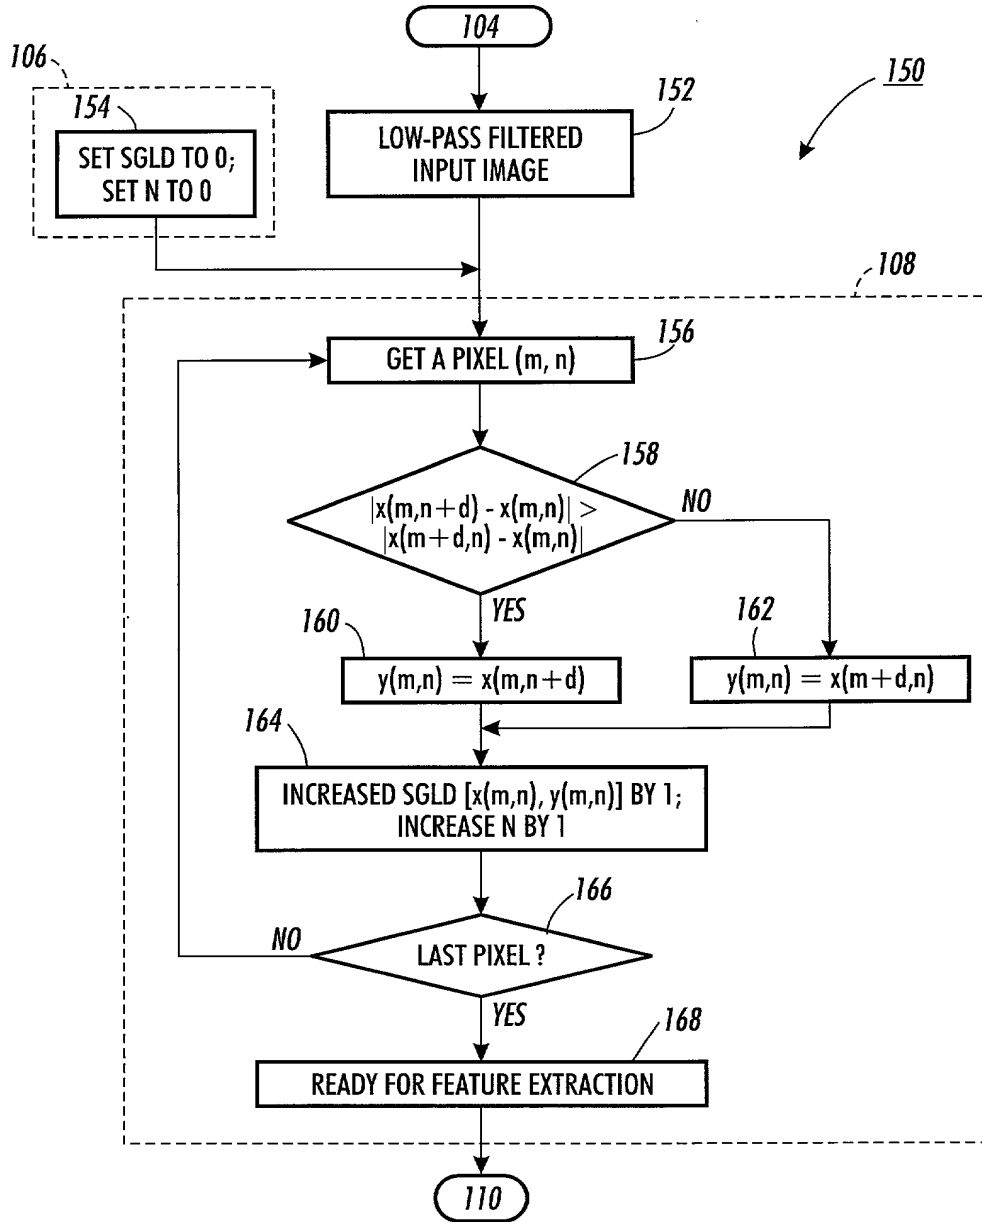 104
106
150
154
152
SET SGLD TO 0;
SET N TO 0
LOW-PASS FILTERED
INPUT IMAGE
108
156
GET A PIXEL (m, n)
158
|x(m,n+d) - x(m,n)| >
|x(m+d,n) - x(m,n)|
NO
YES
160
162
y(m,n) = x(m,n+d)
y(m,n) = x(m+d,n)
164
INCREASED SGLD [x(m,n), y(m,n)] BY 1;
INCREASE N BY 1
166
NO
LAST PIXEL ?
YES
168
READY FOR FEATURE EXTRACTION
110